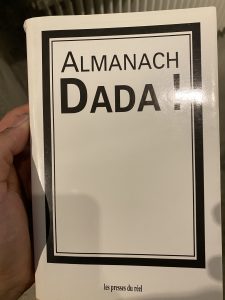 ALMANACH
DADA !
les presses du réel